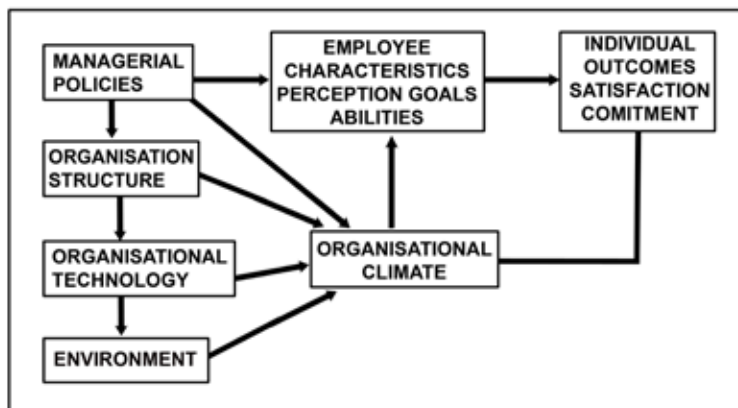 MANAGERIAL
POLICIES
EMPLOYEE
CHARACTERISTICS
PERCEPTION GOALS
ABILITIES
INDIVIDUAL
OUTCOMES
SATISFACTION
COMITMENT
ORGANISATION
STRUCTURE
ORGANISATIONAL
TECHNOLOGY
ORGANISATIONAL
CLIMATE
ENVIRONMENT